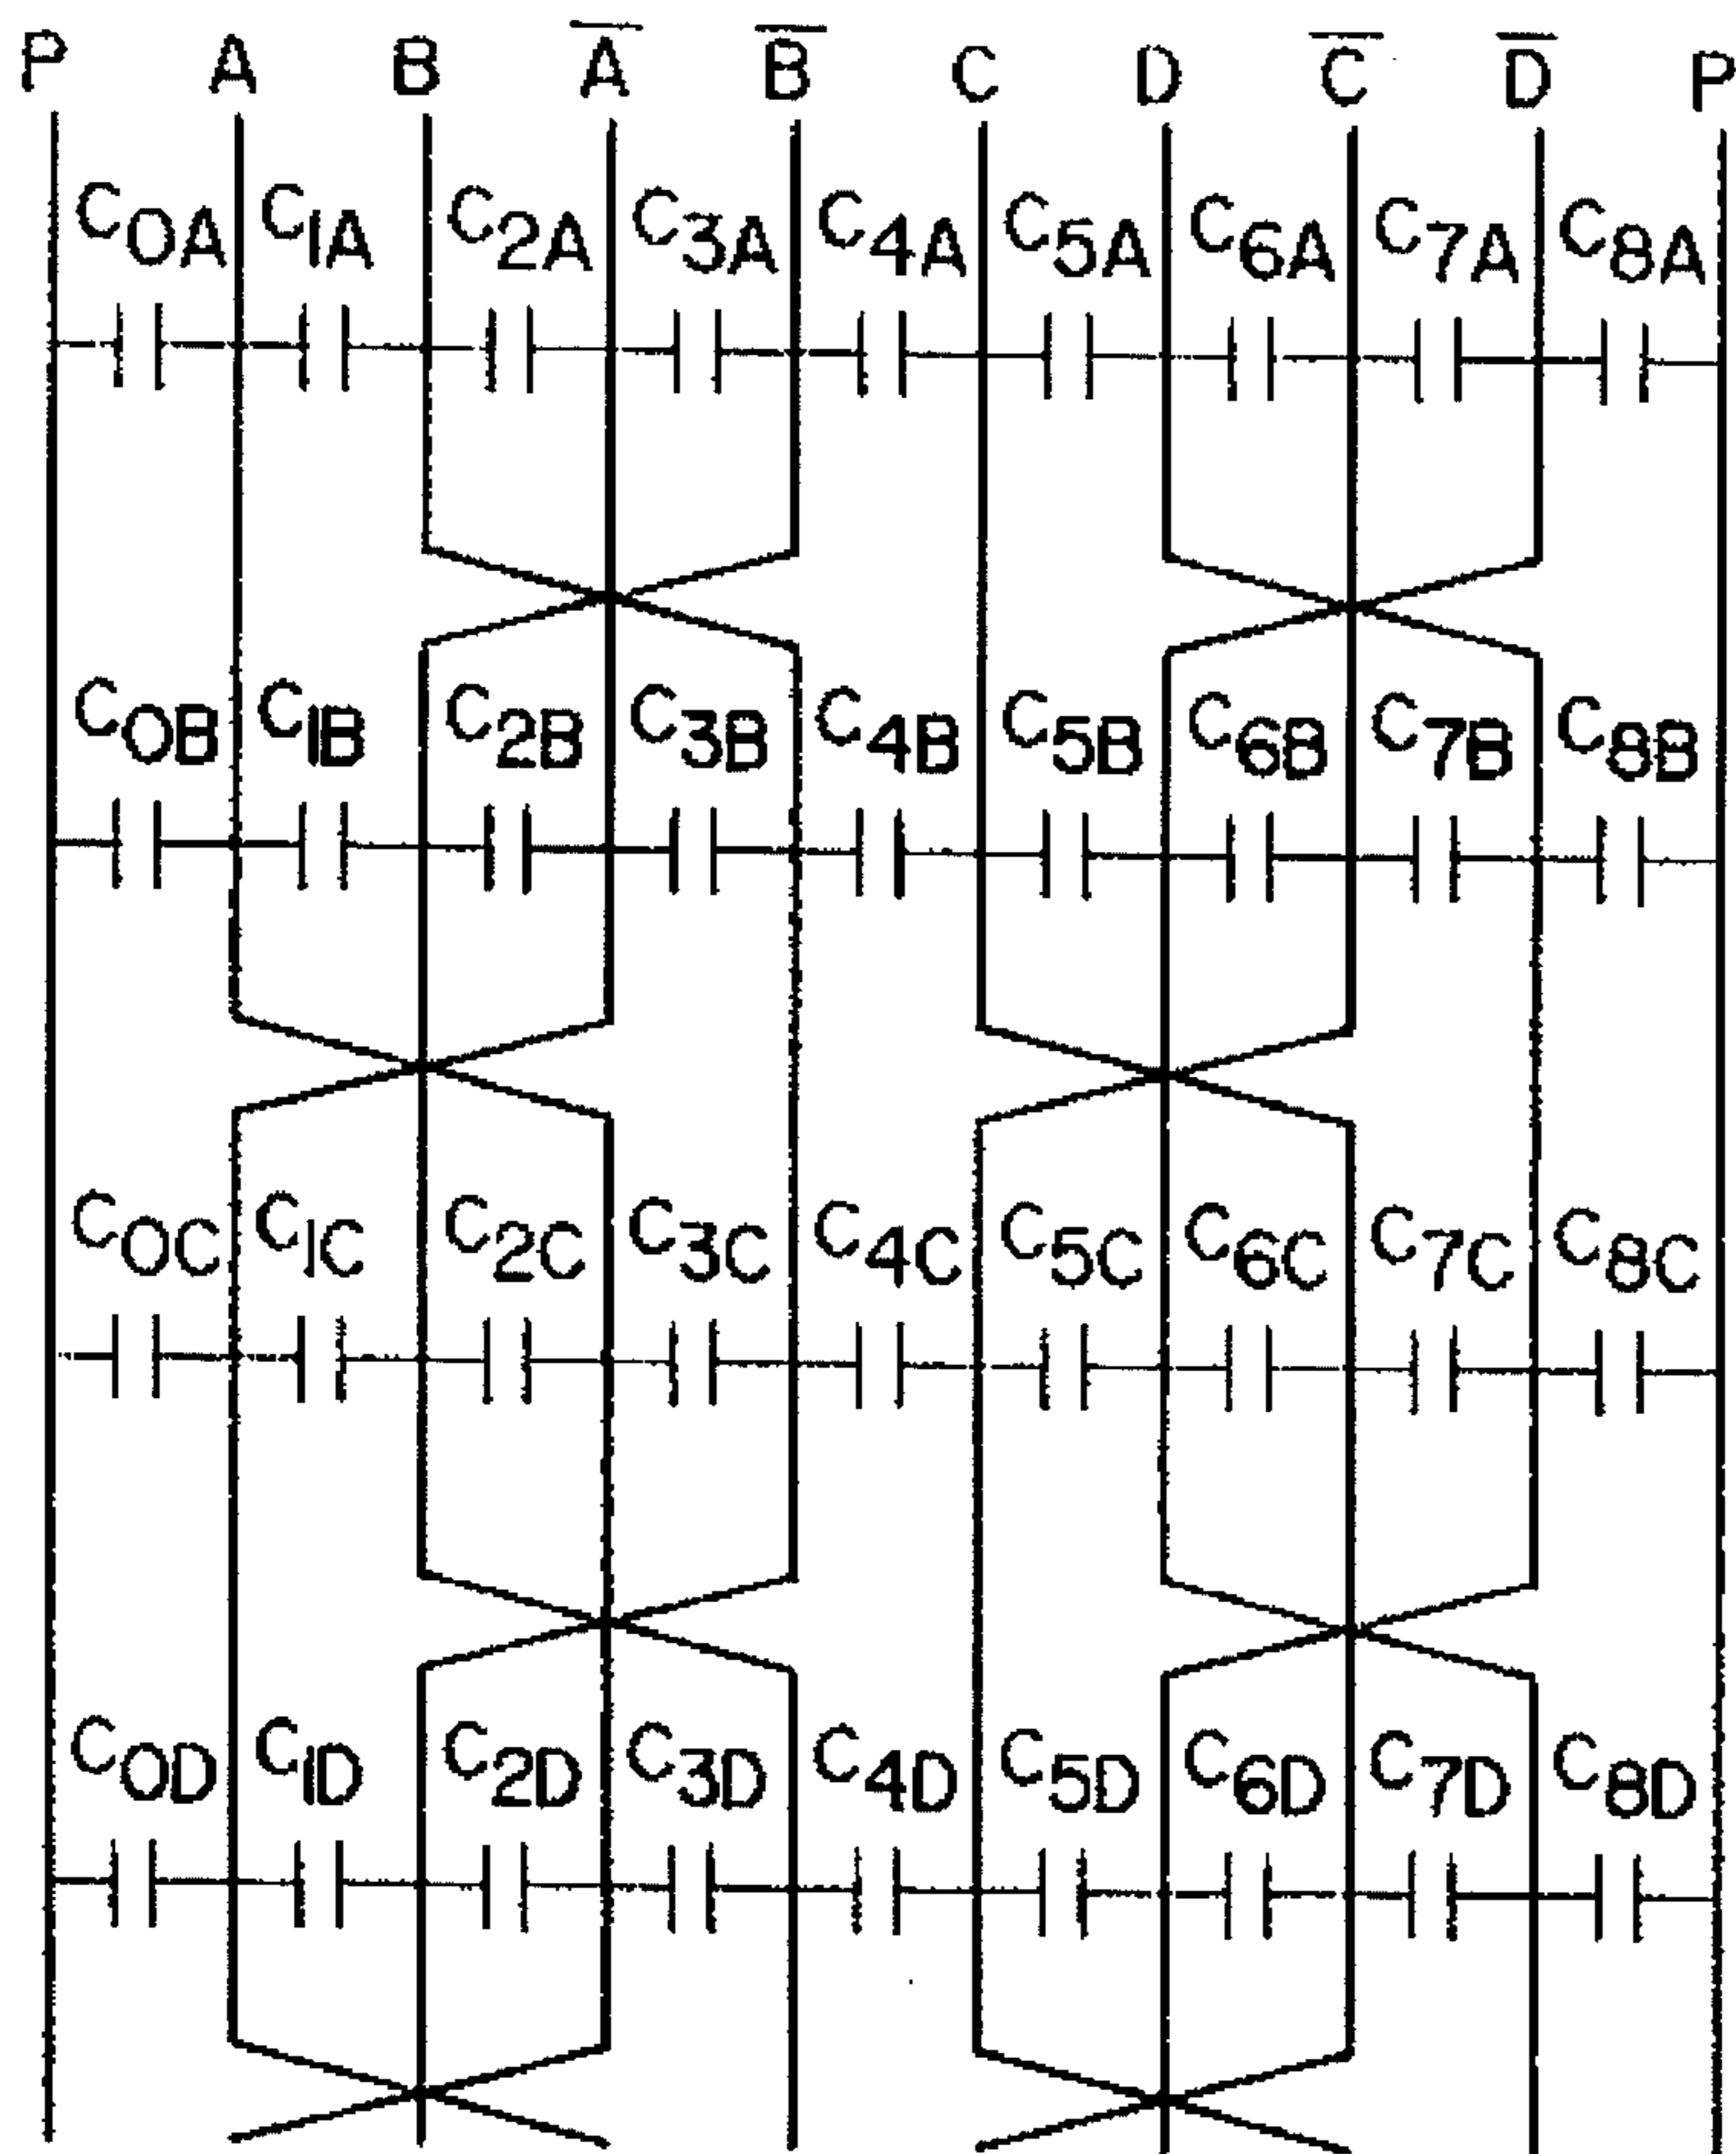 P A B A̅ B̅ C D C̅ D̅ P
C0A C1A C2A C3A C4A C5A C6A C7A C8A
C0B C1B C2B C3B C4B C5B C6B C7B C8B
C0C C1C C2C C3C C4C C5C C6C C7C C8C
C0D C1D C2D C3D C4D C5D C6D C7D C8D